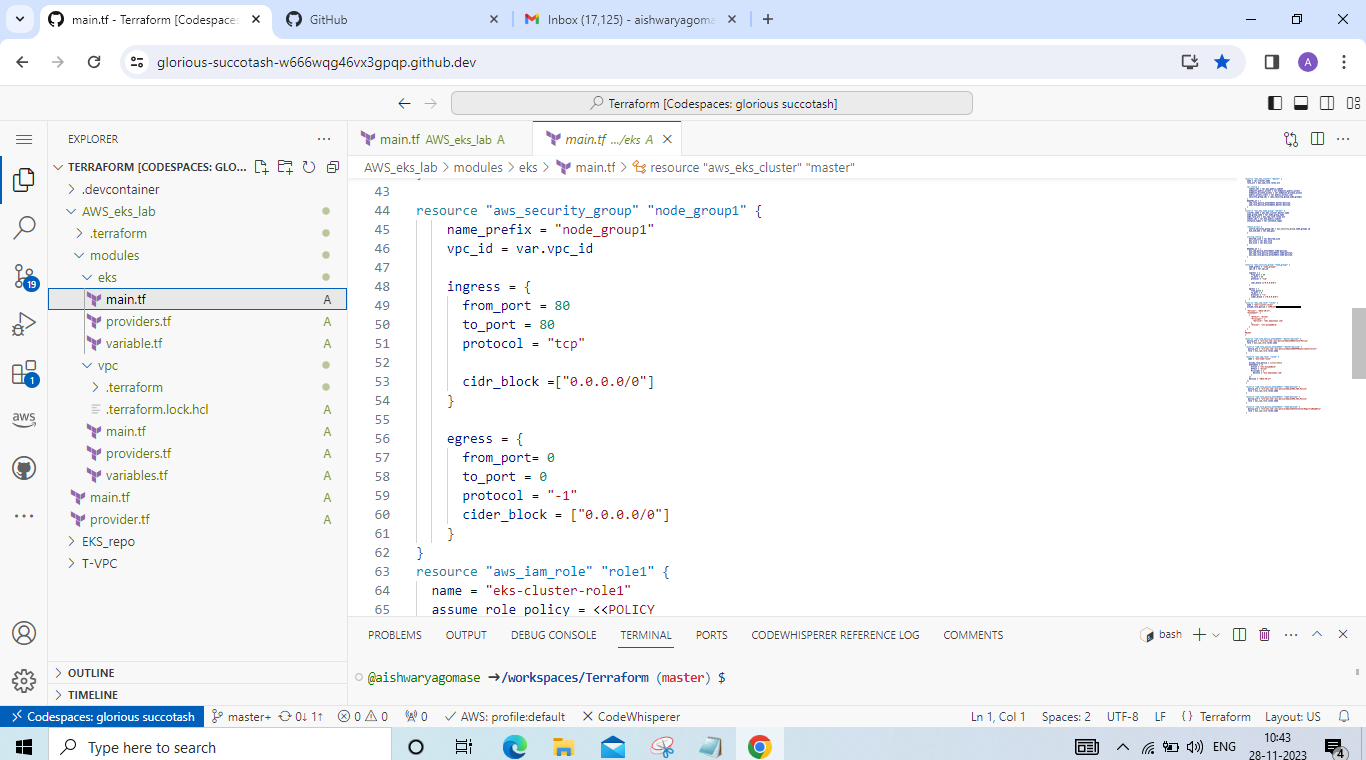 main.tf - Terraform [Codespaces
GitHub
Inbox (17,125) - aishwaryagoma
glorious-succotash-w666wqg46vx3gpqp.github.dev
A
Terraform [Codespaces: glorious succotash]
EXPLORER
TERRAFORM [CODESPACES: GLO...
.devcontainer
AWS_eks_lab
.terraform
modules
eks
main.tf A
providers.tf A
variable.tf A
vpc
.terraform
.terraform.lock.hcl A
main.tf A
providers.tf A
variables.tf A
main.tf A
provider.tf A
EKS_repo
T-VPC
OUTLINE
TIMELINE
19
1
aws
main.tf AWS_eks_lab A
main.tf .../eks A
AWS_eks_lab > modules > eks > main.tf > resource "aws_eks_cluster" "master"
43
44 resource "aws_security_group" "node_group1" {
45 name_prefix = "node_group1"
46 vpc_id = var.vpc_id
47
48 ingress = {
49 from_port = 80
50 to_port = 80
51 protocol = "tcp"
52
53 cidr_block =["0.0.0.0/0"]
54 }
55
56 egress = {
57 from_port= 0
58 to_port = 0
59 protocol = "-1"
60 cider_block = ["0.0.0.0/0"]
61 }
62 }
63 resource "aws_iam_role" "role1" {
64 name = "eks-cluster-role1"
65 assume_role_policy = <<POLICY
PROBLEMS OUTPUT DEBUG CONSOLE TERMINAL PORTS CODEWHISPERER REFERENCE LOG COMMENTS
bash
@aishwaryagomase ➜/workspaces/Terraform (master) $
Codespaces: glorious succotash
master+ 0↓ 1↑ 0 0 0 AWS: profile:default CodeWhisperer
Ln 1, Col 1 Spaces: 2 UTF-8 LF {} Terraform Layout: US
Type here to search
ENG
10:43
28-11-2023
4